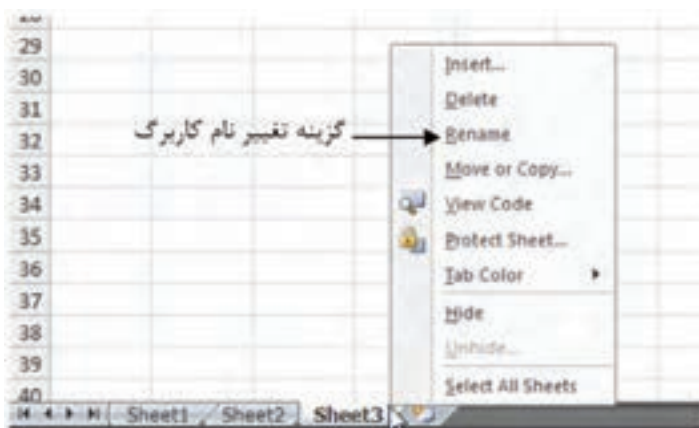 29
30
31
32
33
34
35
36
37
38
39
40
Insert...
Delete
گزینه تغییر نام کاربرگ
Rename
Move or Copy...
View Code
Protect Sheet...
Tab Color
Hide
Unhide...
Select All Sheets
Sheet1 Sheet2 Sheet3